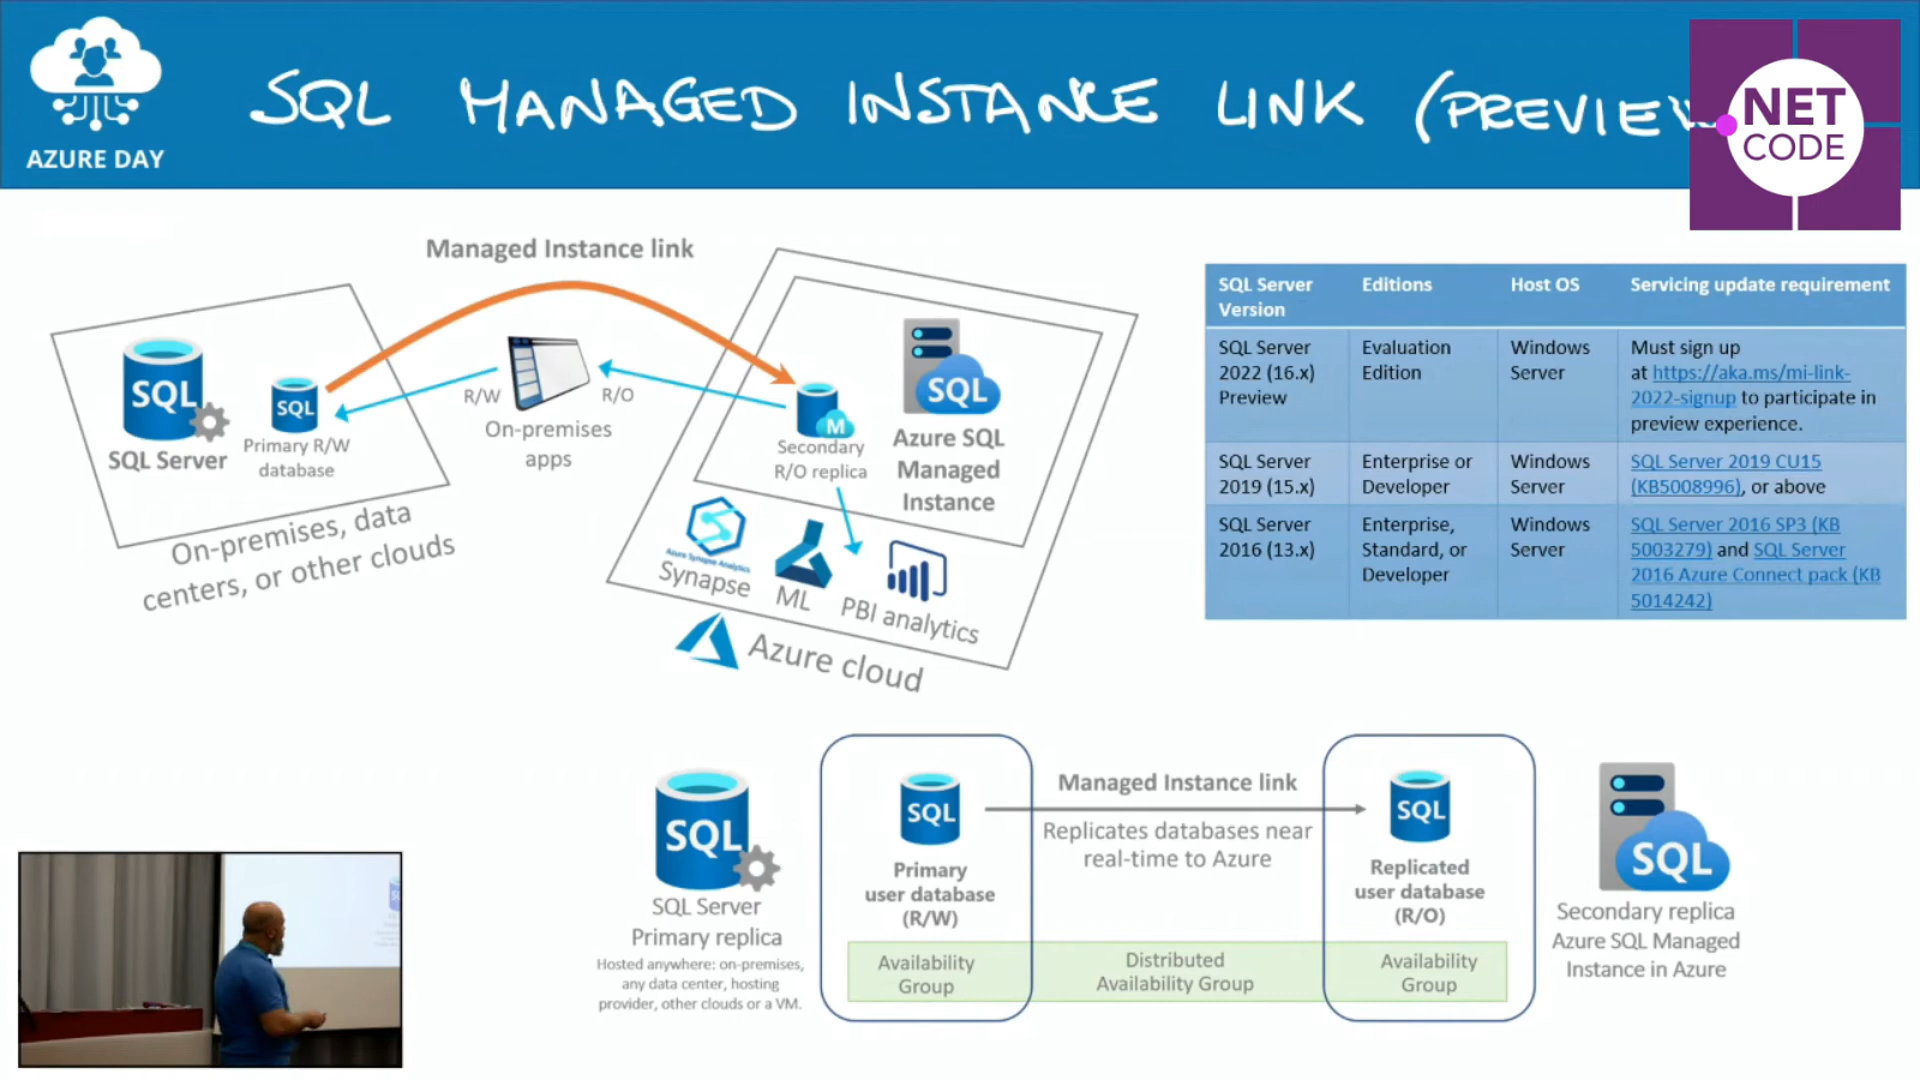 AZURE DAY
SQL MANAGED INSTANCE LINK (PREVIEW
NET
CODE
Managed Instance link
SQL
SQL Server
SQL
Primary R/W
database
R/W
R/O
On-premises
apps
M
Secondary
R/O replica
SQL
Azure SQL
Managed
Instance
On-premises, data
centers, or other clouds
Azure Synapse Analytics
Synapse
ML
PBI analytics
Azure cloud
SQL Server
Version
Editions
Host OS
Servicing update requirement
SQL Server
2022 (16.x)
Preview
Evaluation
Edition
Windows
Server
Must sign up
at https://aka.ms/mi-link-
2022-signup to participate in
preview experience.
SQL Server
2019 (15.x)
Enterprise or
Developer
Windows
Server
SQL Server 2019 CU15
(KB5008996), or above
SQL Server
2016 (13.x)
Enterprise,
Standard, or
Developer
Windows
Server
SQL Server 2016 SP3 (KB
5003279) and SQL Server
2016 Azure Connect pack (KB
5014242)
SQL
SQL Server
Primary replica
Hosted anywhere: on-premises,
any data center, hosting
provider, other clouds or a VM.
SQL
Primary
user database
(R/W)
Availability
Group
Managed Instance link
Replicates databases near
real-time to Azure
Distributed
Availability Group
SQL
Replicated
user database
(R/O)
Availability
Group
SQL
Secondary replica
Azure SQL Managed
Instance in Azure